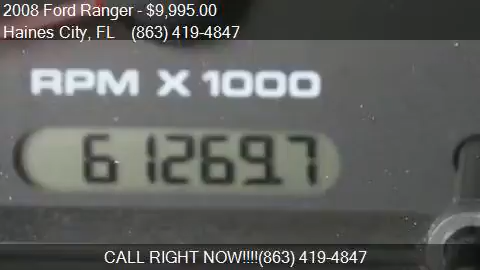 2008 Ford Ranger - $9,995.00
Haines City, FL (863) 419-4847
RPM X 1000
61269.7
CALL RIGHT NOW!!!!(863) 419-4847